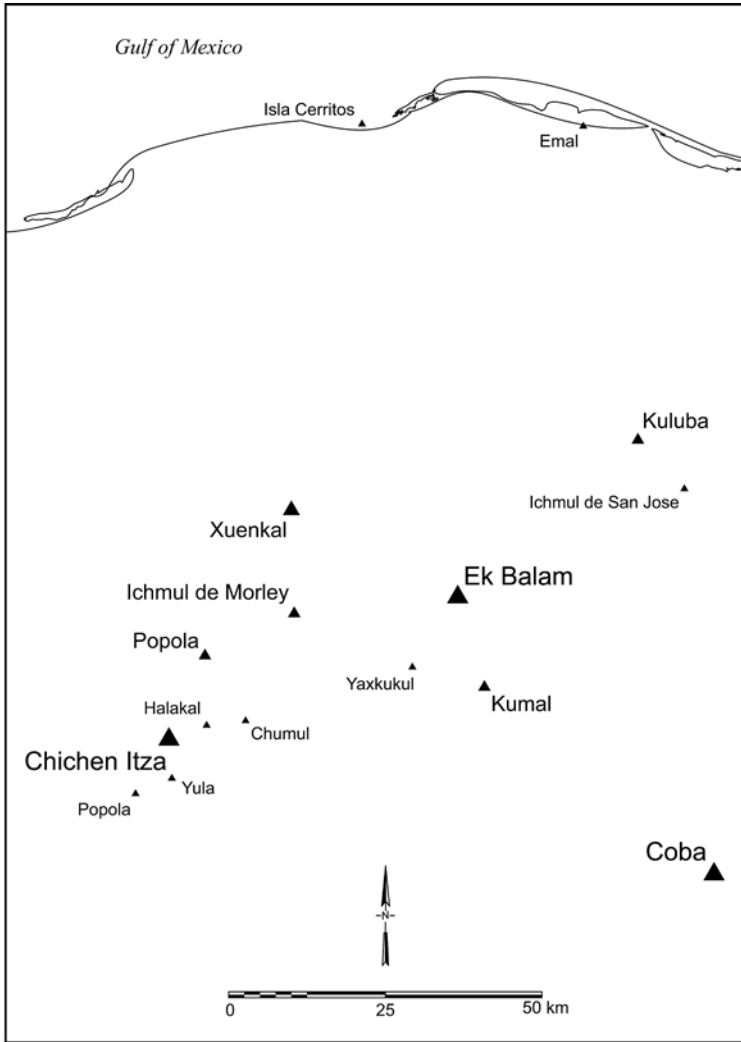 Gulf of Mexico
Isla Cerritos
Emal
Kuluba
Ichmul de San Jose
Xuenkal
Ek Balam
Ichmul de Morley
Popola
Yaxkukul
Kumal
Halakal
Chumul
Chichen Itza
Yula
Popola
Coba
N
0
25
50 km